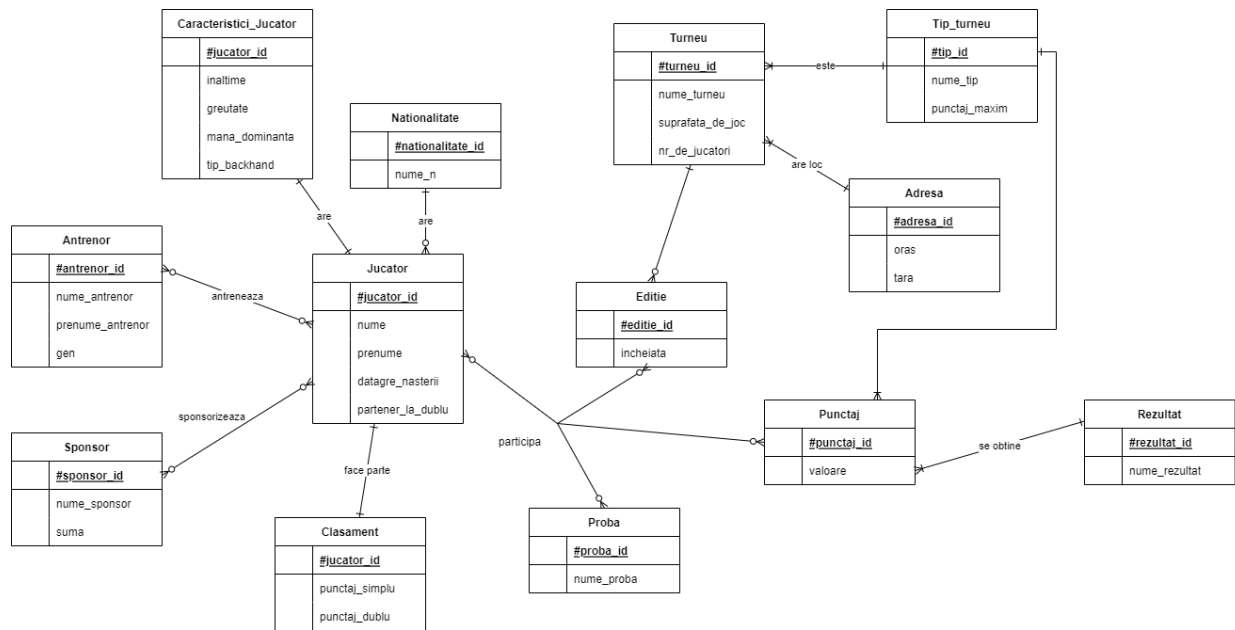 Caracteristici_Jucator
#jucator_id
inaltime
greutate
mana_dominanta
tip_backhand
Nationalitate
#nationalitate_id
nume_n
Turneu
#turneu_id
nume_turneu
suprafata_de_joc
nr_de_jucatori
este
Tip_turneu
#tip_id
nume_tip
punctaj_maxim
are loc
Adresa
#adresa_id
oras
tara
are
are
Antrenor
#antrenor_id
nume_antrenor
prenume_antrenor
gen
antreneaza
Jucator
#jucator_id
nume
prenume
datagre_nasterii
partener_la_dublu
Editie
#editie_id
incheiata
sponsorizeaza
Sponsor
#sponsor_id
nume_sponsor
suma
face parte
participa
Punctaj
#punctaj_id
valoare
se obtine
Rezultat
#rezultat_id
nume_rezultat
Clasament
#jucator_id
punctaj_simplu
punctaj_dublu
Proba
#proba_id
nume_proba